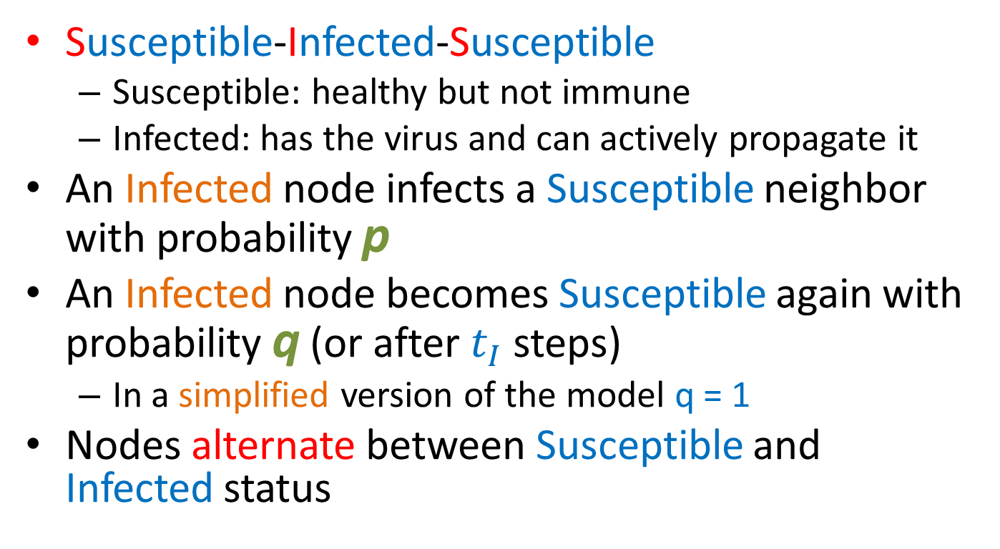 • Susceptible-Infected-Susceptible
– Susceptible: healthy but not immune
– Infected: has the virus and can actively propagate it
• An Infected node infects a Susceptible neighbor
with probability p
• An Infected node becomes Susceptible again with
probability q (or after t_I steps)
– In a simplified version of the model q = 1
• Nodes alternate between Susceptible and
Infected status